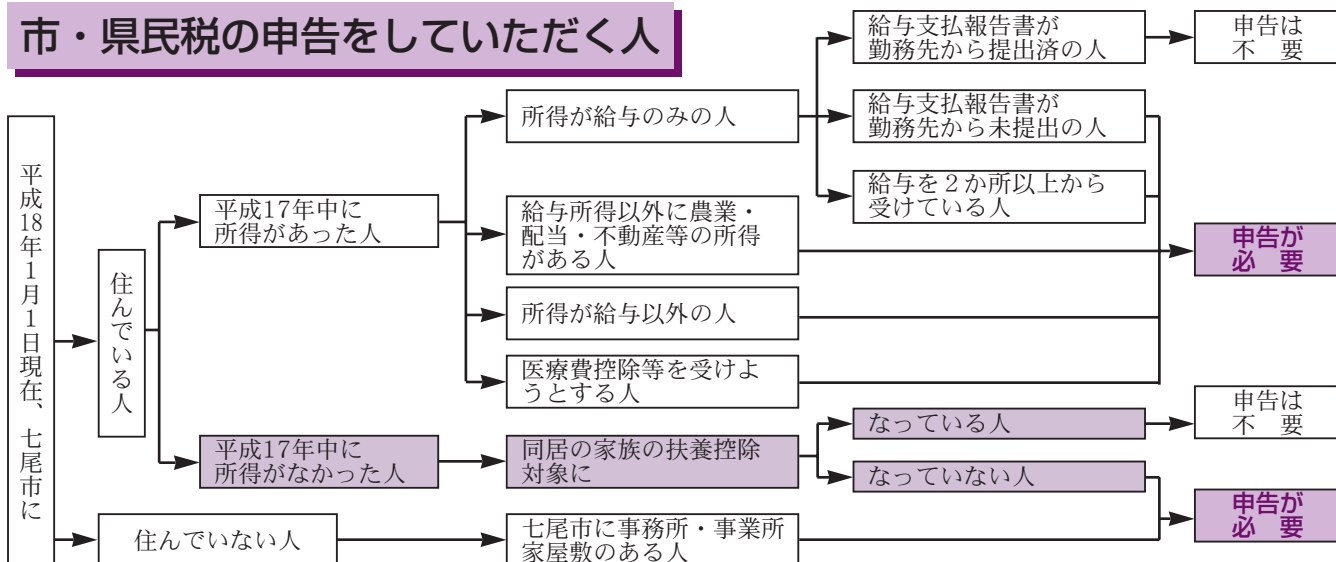 市・県民税の申告をしていただく人
平成18年1月1日現在、七尾市に
住んでいる人
平成17年中に
所得があった人
所得が給与のみの人
給与支払報告書が
勤務先から提出済の人
申告は
不　要
給与支払報告書が
勤務先から未提出の人
給与を２か所以上から
受けている人
給与所得以外に農業・
配当・不動産等の所得
がある人
所得が給与以外の人
医療費控除等を受けよ
うとする人
申告が
必　要
平成17年中に
所得がなかった人
同居の家族の扶養控除
対象に
なっている人
申告は
不　要
なっていない人
住んでいない人
七尾市に事務所・事業所
家屋敷のある人
申告が
必　要